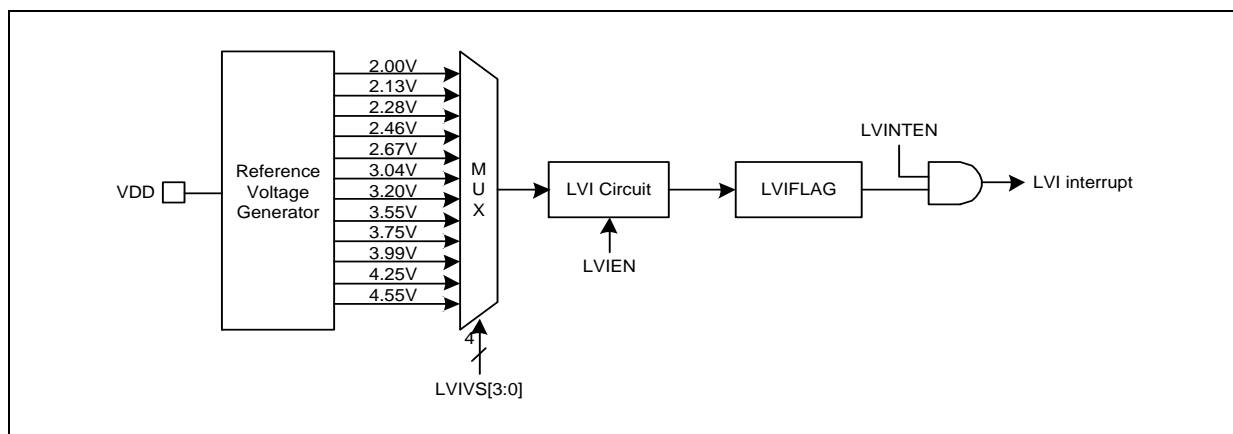 2.00V
2.13V
2.28V
2.46V
2.67V
3.04V
3.20V
3.55V
3.75V
3.99V
4.25V
4.55V
VDD
Reference
Voltage
Generator
M
U
X
LVI Circuit
LVIEN
LVIFLAG
LVINTEN
LVI interrupt
4
LVIVS[3:0]